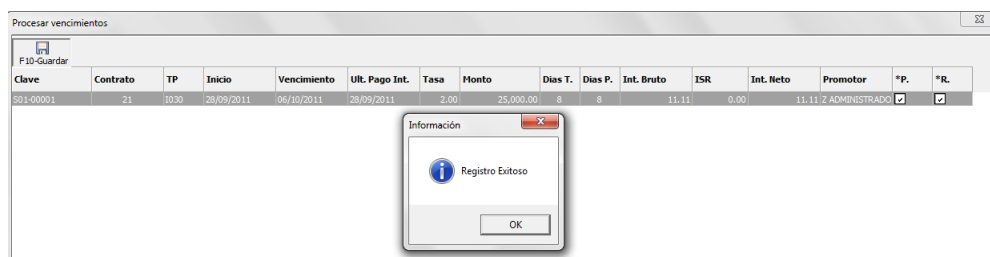 Procesar vencimientos
F10-Guardar
Clave Contrato TP Inicio Vencimiento Ult. Pago Int. Tasa Monto Dias T. Dias P. Int. Bruto ISR Int. Neto Promotor *P. *R.
S01-00001 21 I030 28/09/2011 06/10/2011 28/09/2011 2.00 25,000.00 8 8 11.11 0.00 11.11 Z ADMINISTRADO
Información
Registro Exitoso
OK